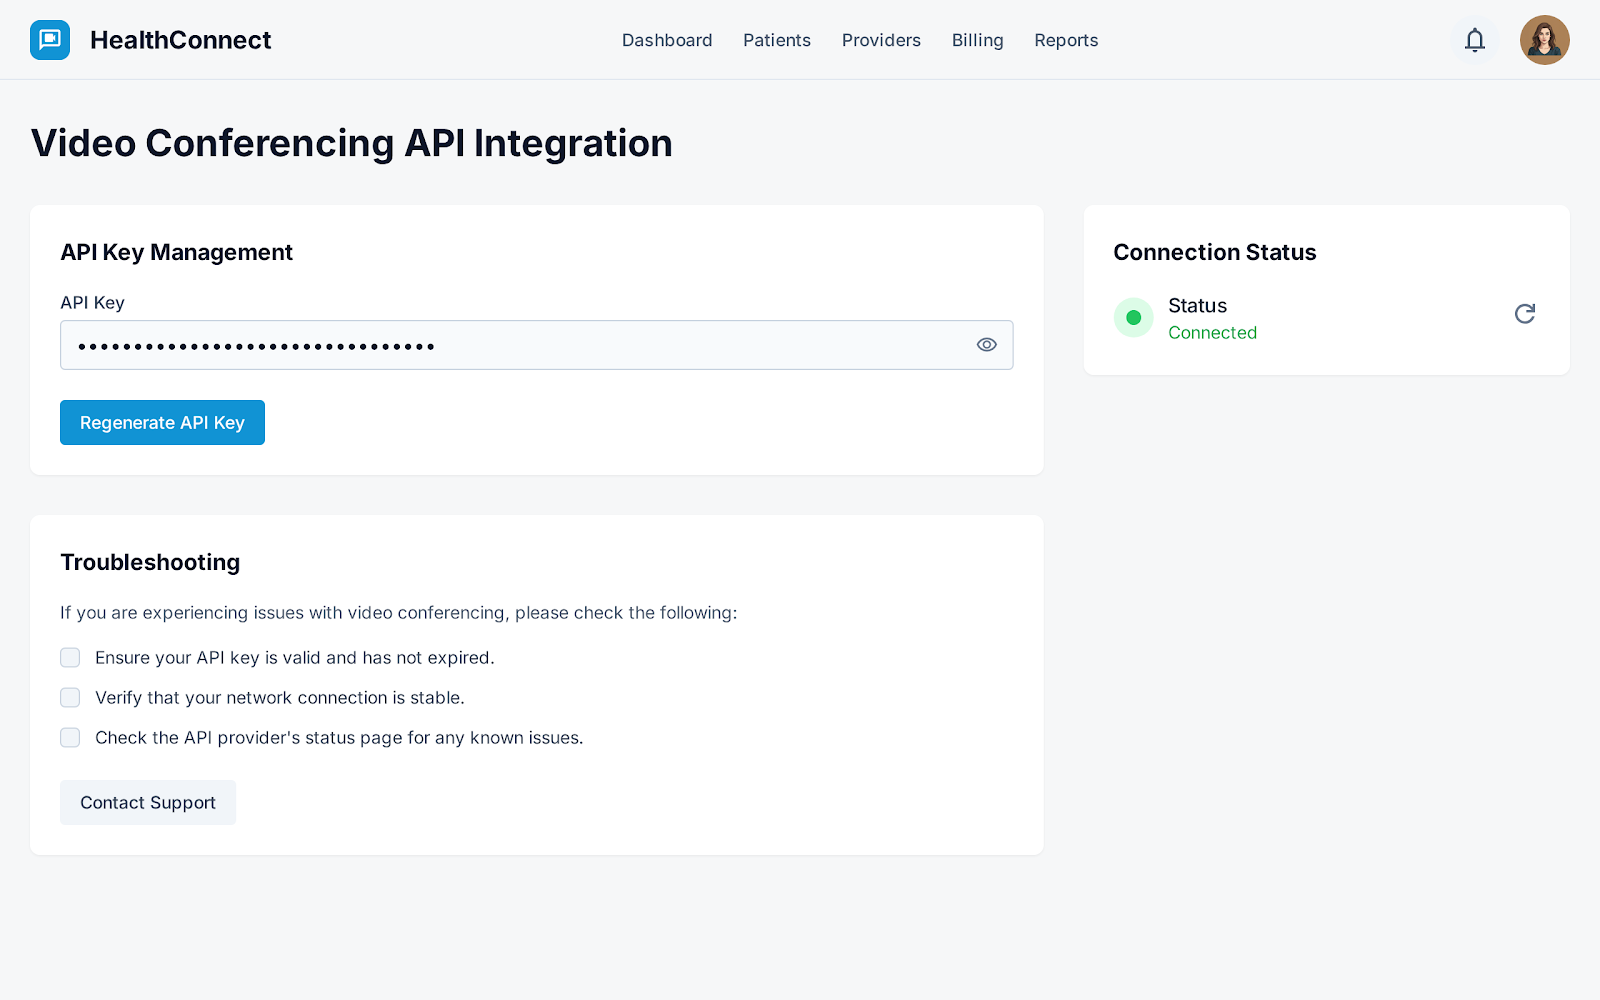 HealthConnect
Dashboard
Patients
Providers
Billing
Reports
Video Conferencing API Integration
API Key Management
API Key
••••••••••••••••••••••••••••••••
Regenerate API Key
Connection Status
Status
Connected
Troubleshooting
If you are experiencing issues with video conferencing, please check the following:
Ensure your API key is valid and has not expired.
Verify that your network connection is stable.
Check the API provider's status page for any known issues.
Contact Support